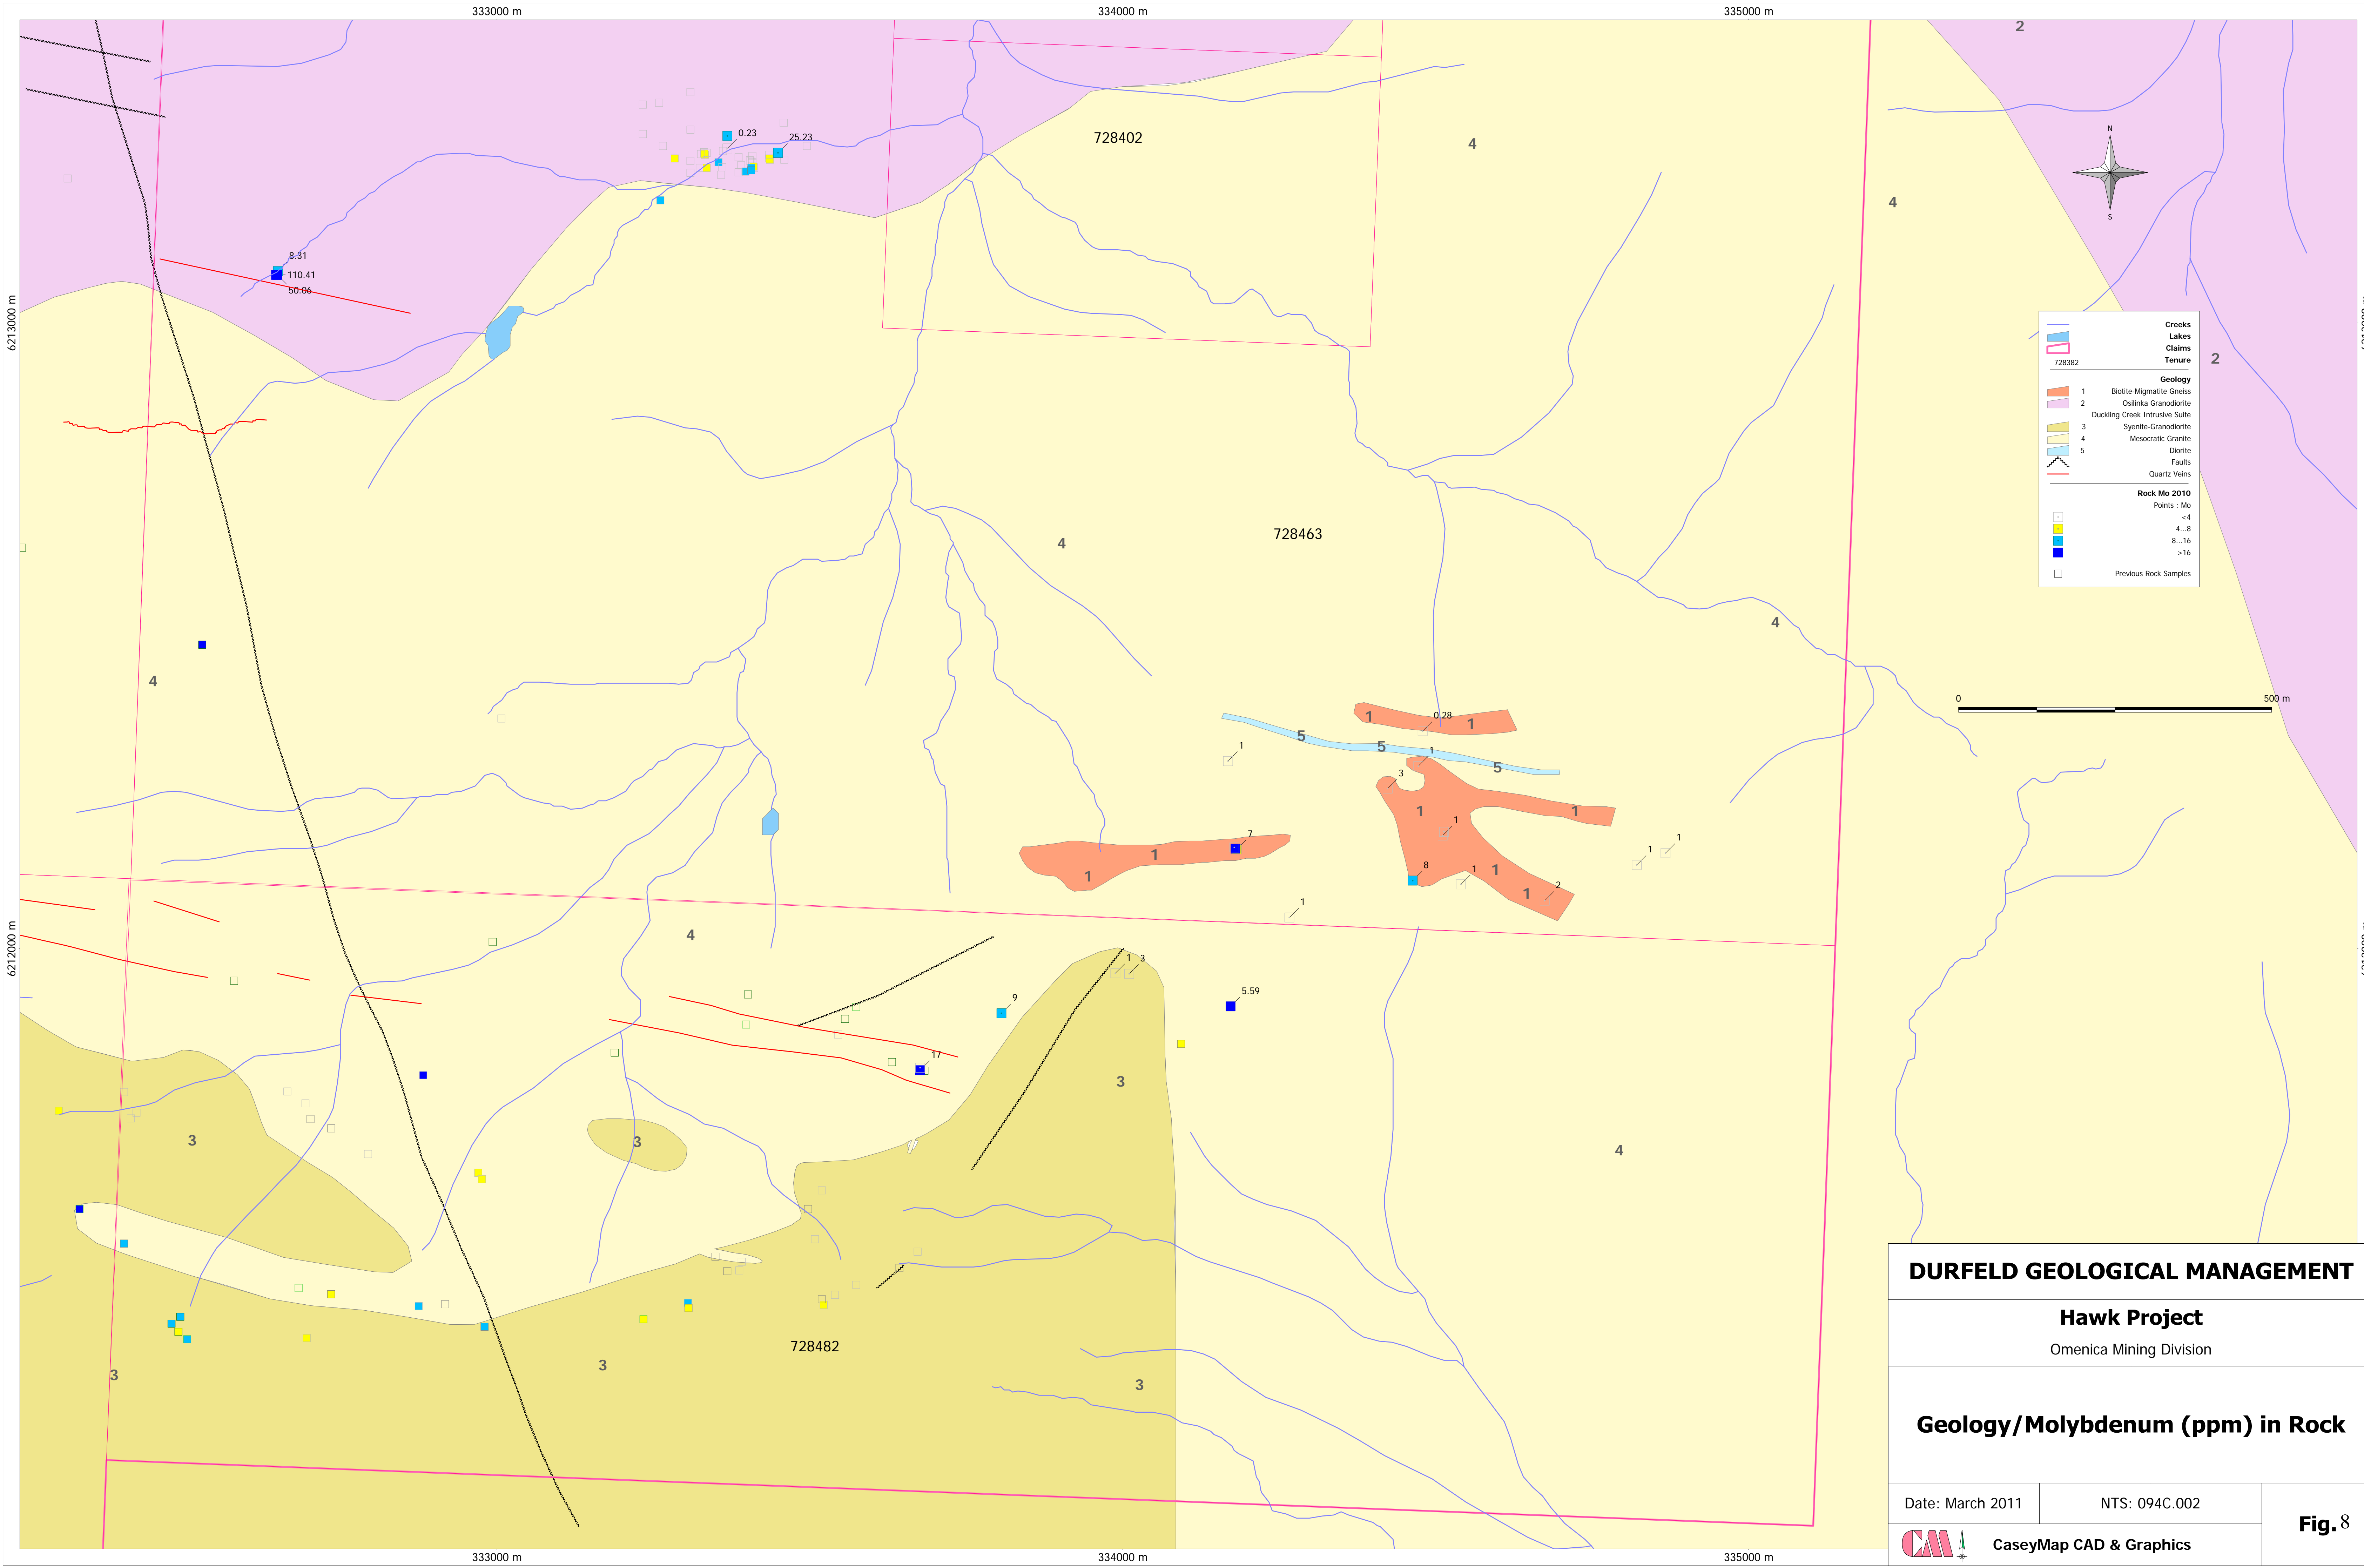 333000 m 334000 m 335000 m
2
728402
4
4
0.23
25.23
N
S
8.31
110.41
50.06
6213000 m
2
Creeks
Lakes
Claims
728382 Tenure
Geology
1 Biotite-Migmatite Gneiss
2 Osilinka Granodiorite
Duckling Creek Intrusive Suite
3 Syenite-Granodiorite
4 Mesocratic Granite
5 Diorite
Faults
Quartz Veins
Rock Mo 2010
Points : Mo
<4
4...8
8...16
>16
Previous Rock Samples
4
728463
4
4
0 500 m
1 0.28 1
5 5 5
1
1
3
1 1 1
7
1
1
1 1
8 1 1
1 2
1
4
6212000 m
1 3
9
5.59
17
3
3
3
4
3
3
3
728482
DURFELD GEOLOGICAL MANAGEMENT
Hawk Project
Omenica Mining Division
Geology/Molybdenum (ppm) in Rock
Date: March 2011 NTS: 094C.002
Fig. 8
CM CaseyMap CAD & Graphics
333000 m 334000 m 335000 m